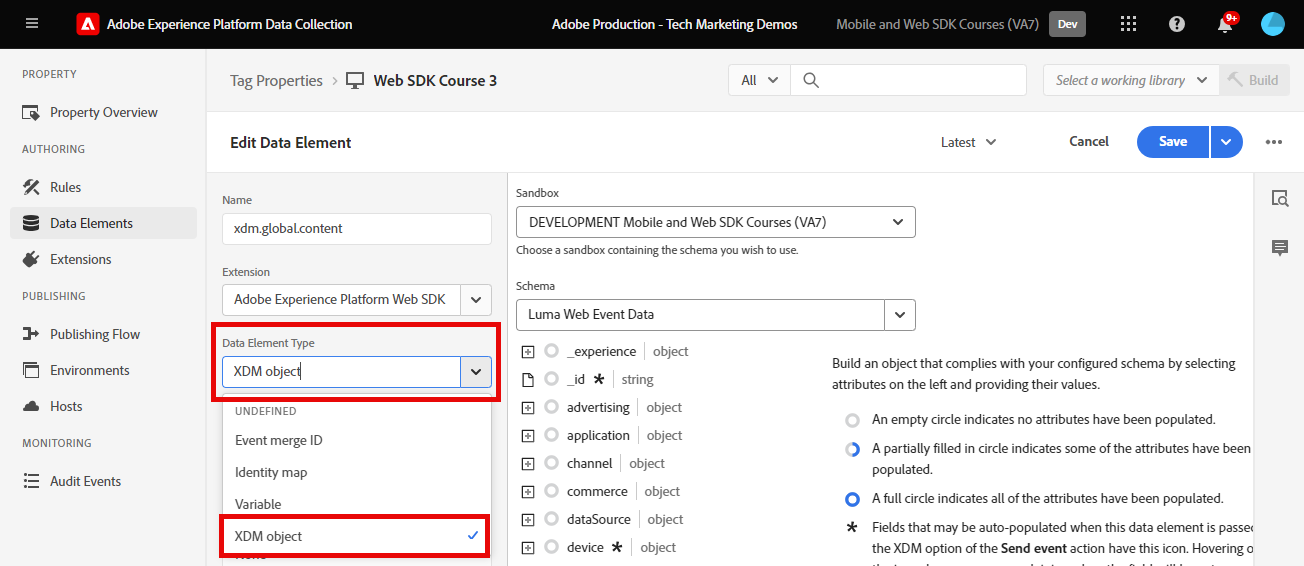 Adobe Experience Platform Data Collection
Adobe Production - Tech Marketing Demos
Mobile and Web SDK Courses (VA7)
Dev
9+
PROPERTY
Property Overview
AUTHORING
Rules
Data Elements
Extensions
PUBLISHING
Publishing Flow
Environments
Hosts
MONITORING
Audit Events
Tag Properties
Web SDK Course 3
All
Select a working library
Build
Edit Data Element
Latest
Cancel
Save
Name
xdm.global.content
Extension
Adobe Experience Platform Web SDK
Data Element Type
XDM object
UNDEFINED
Event merge ID
Identity map
Variable
XDM object
Sandbox
DEVELOPMENT Mobile and Web SDK Courses (VA7)
Choose a sandbox containing the schema you wish to use.
Schema
Luma Web Event Data
_experience object
_id * string
advertising object
application object
channel object
commerce object
dataSource object
device * object
Build an object that complies with your configured schema by selecting
attributes on the left and providing their values.
An empty circle indicates no attributes have been populated.
A partially filled in circle indicates some of the attributes have been
populated.
A full circle indicates all of the attributes have been populated.
* Fields that may be auto-populated when this data element is passed
the XDM option of the Send event action have this icon. Hovering o